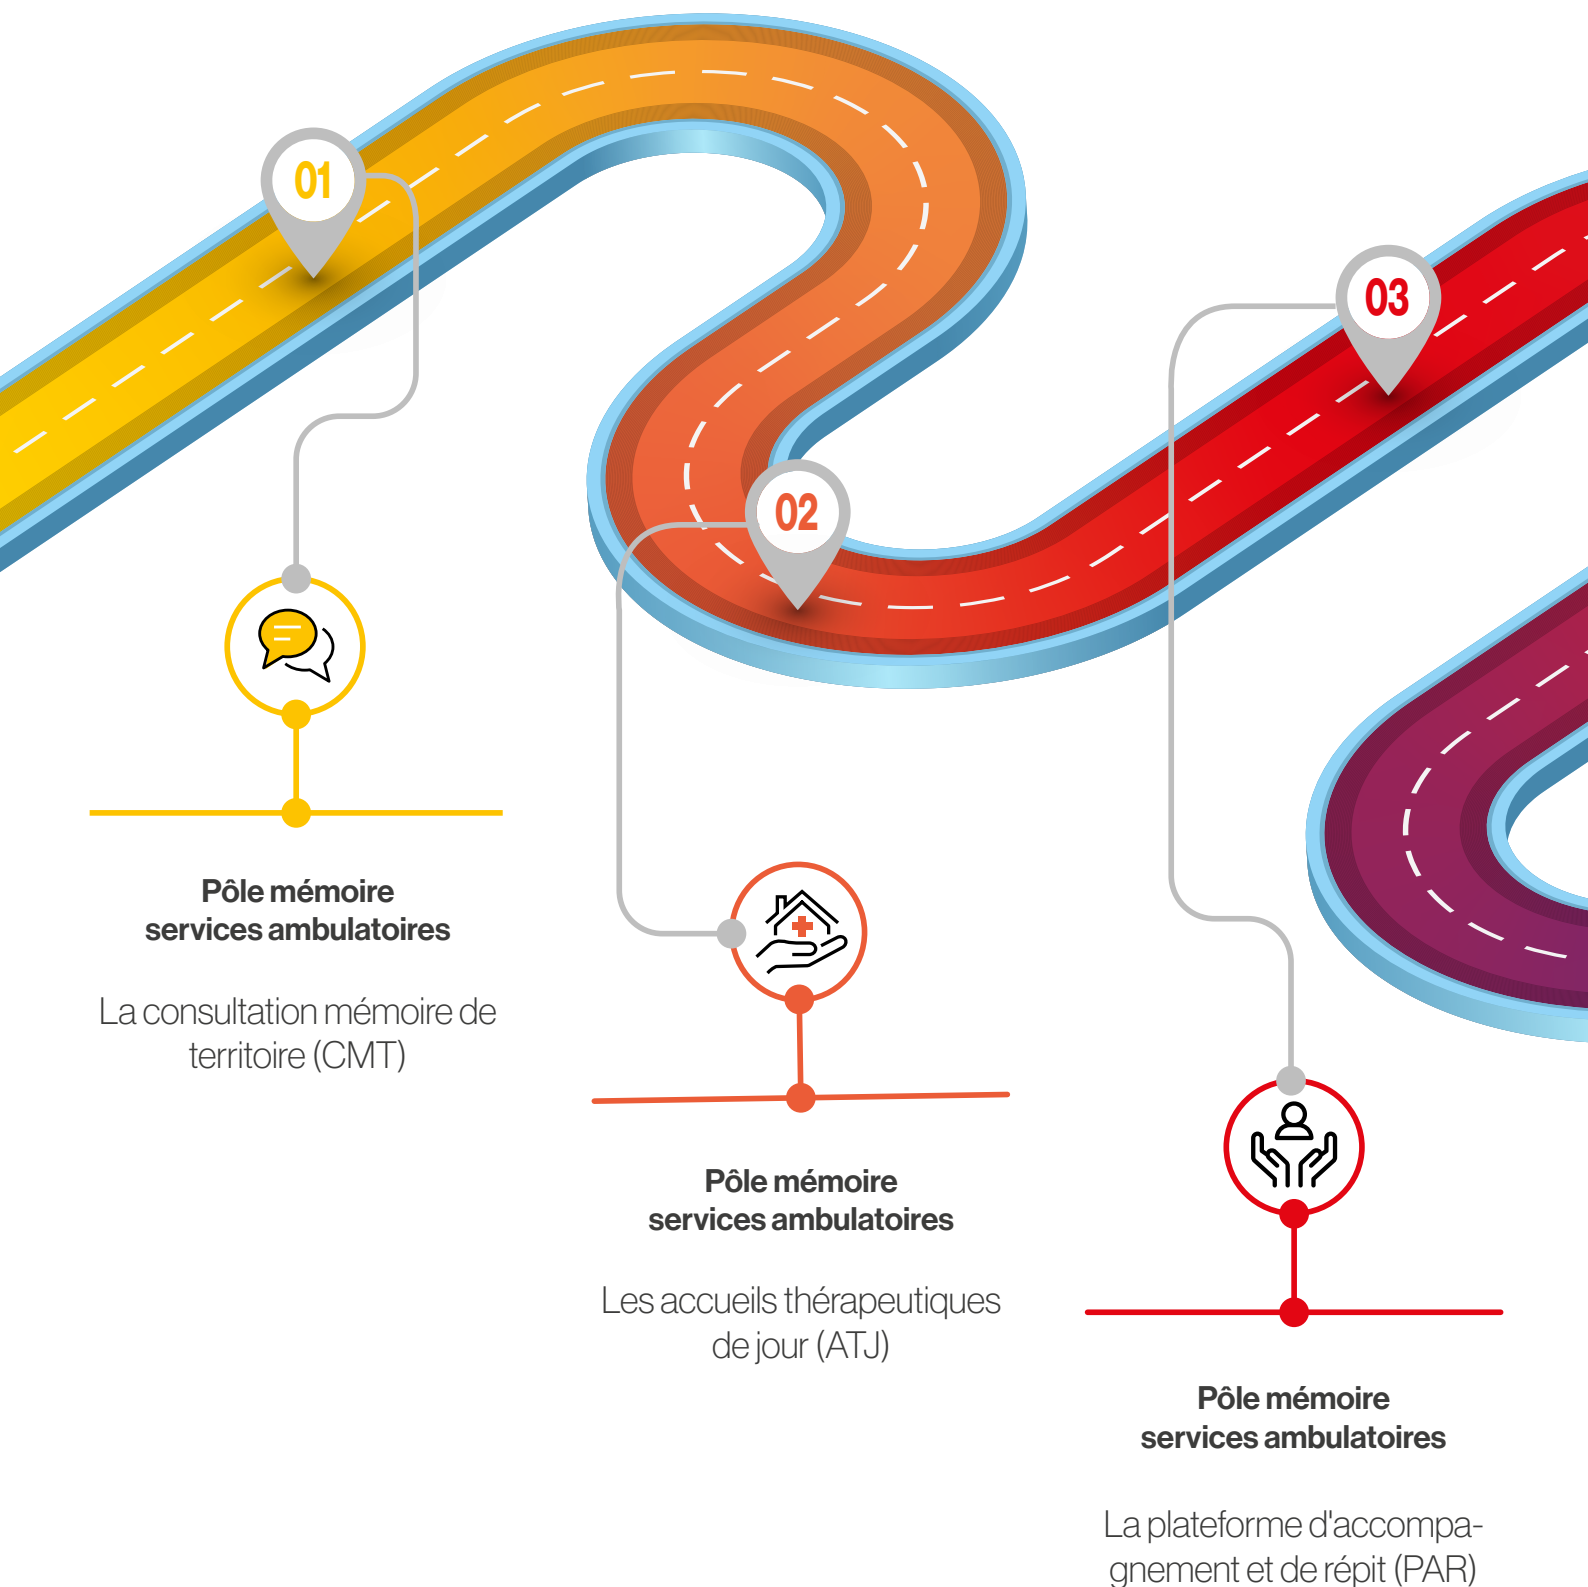 01
02
03
Pôle mémoire
services ambulatoires
La consultation mémoire de
territoire (CMT)
Pôle mémoire
services ambulatoires
Les accueils thérapeutiques
de jour (ATJ)
Pôle mémoire
services ambulatoires
La plateforme d'accompa-
gnement et de répit (PAR)